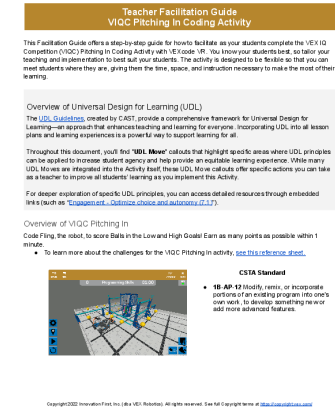 Teacher Facilitation Guide
VIQC Pitching In Coding Activity
This Facilitation Guide offers a step-by-step guide for how to facilitate as your students complete the VEX IQ
Competition (VIQC) Pitching In Coding Activity with VEXcode VR. You know your students best, so tailor your
teaching and implementation to best suit your students. The activity is designed to be flexible so that you can
meet students where they are, giving them the time, space, and instruction necessary to make the most of their
learning.
Overview of Universal Design for Learning (UDL)
The UDL Guidelines, created by CAST, provide a comprehensive framework for Universal Design for
Learning—an approach that enhances teaching and learning for everyone. Incorporating UDL into all lesson
plans and learning experiences is a powerful way to support learning for all.
Throughout this document, you'll find "UDL Move" callouts that highlight specific areas where UDL principles
can be applied to increase student agency and help provide an equitable learning experience. While many
UDL Moves are integrated into the Activity itself, these UDL Move callouts offer specific actions you can take
as a teacher to improve all students' learning as you implement this Activity.
For deeper exploration of specific UDL principles, you can access detailed resources through embedded
links (such as "Engagement - Optimize choice and autonomy (7.1)").
Overview of VIQC Pitching In
Code Fling, the robot, to score Balls in the Low and High Goals! Earn as many points as possible within 1
minute.
● To learn more about the challenges for the VIQC Pitching In activity, see this reference sheet.
CSTA Standard
● 1B-AP-12 Modify, remix, or incorporate
portions of an existing program into one's
own work, to develop something new or
add more advanced features.
Copyright 2022 Innovation First, Inc. (dba VEX Robotics). All rights reserved. See full Copyright terms at https://copyright.vex.com/